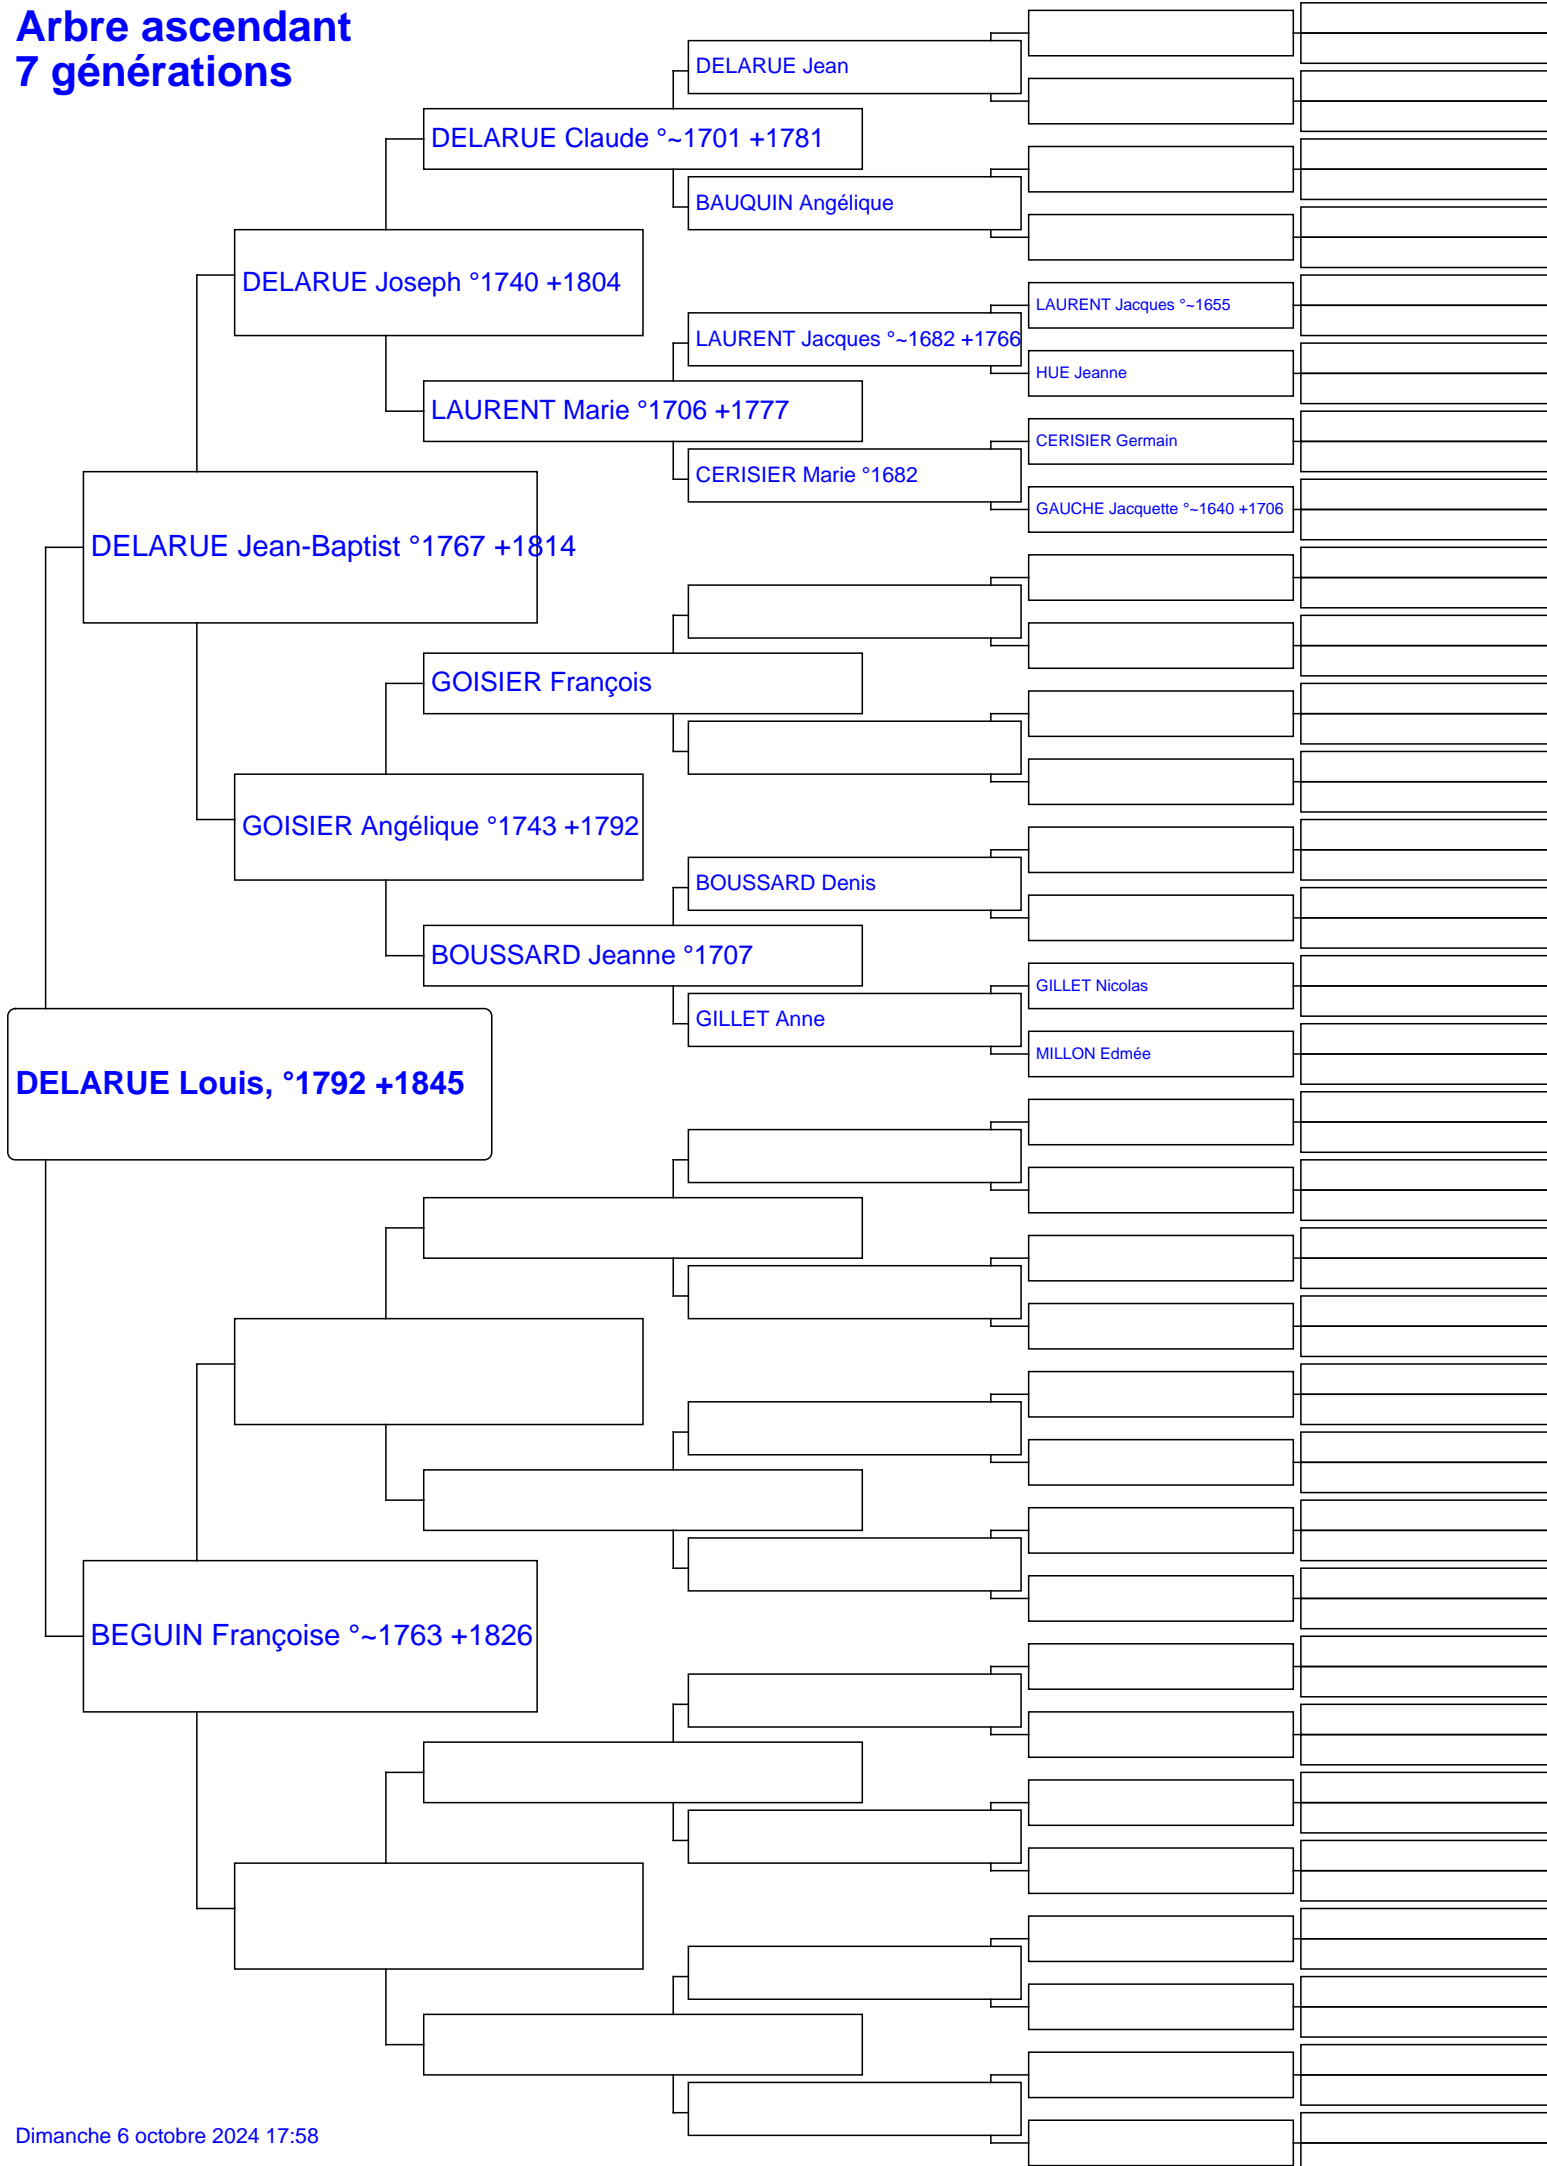 Arbre ascendant
7 générations
DELARUE Jean
DELARUE Claude °~1701 +1781
BAUQUIN Angélique
DELARUE Joseph °1740 +1804
LAURENT Jacques °~1655
LAURENT Jacques °~1682 +1766
HUE Jeanne
LAURENT Marie °1706 +1777
CERISIER Germain
CERISIER Marie °1682
GAUCHE Jacquette °~1640 +1706
DELARUE Jean-Baptist °1767 +1814
GOISIER François
GOISIER Angélique °1743 +1792
BOUSSARD Denis
BOUSSARD Jeanne °1707
GILLET Nicolas
GILLET Anne
MILLON Edmée
DELARUE Louis, °1792 +1845
BEGUIN Françoise °~1763 +1826
Dimanche 6 octobre 2024 17:58